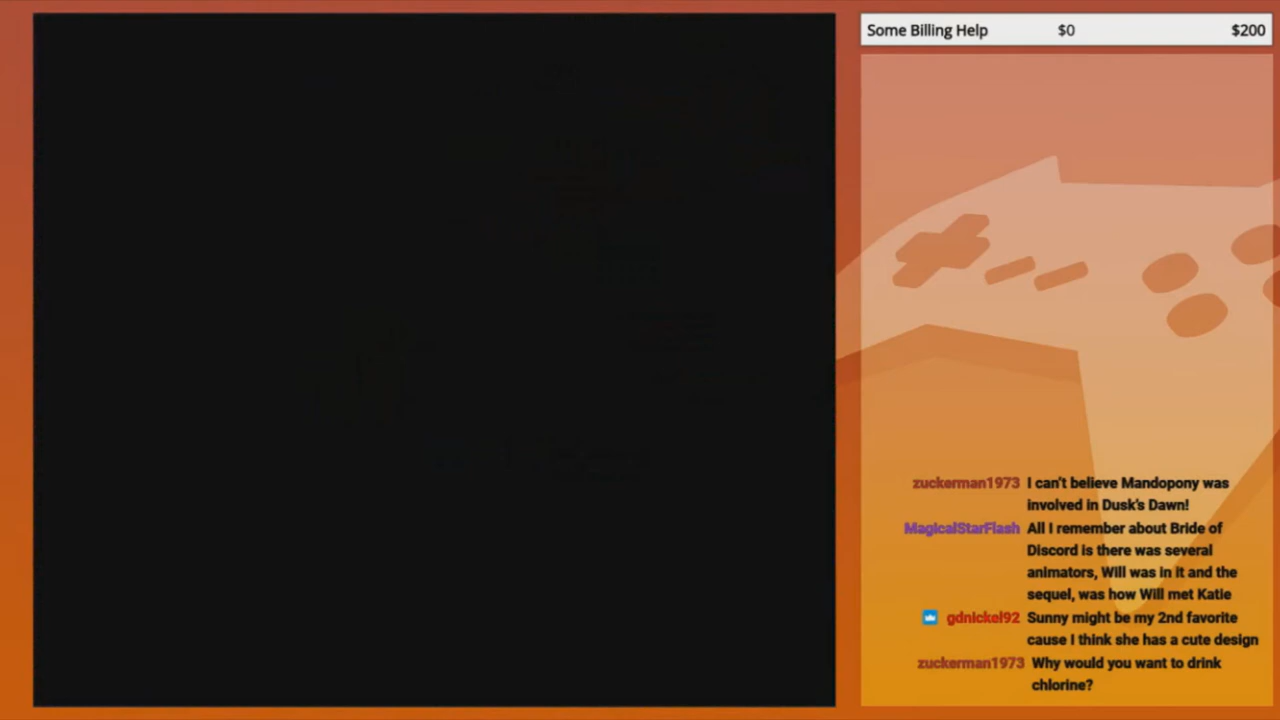 Some Billing Help $0 $200
zuckerman1973 I can't believe Mandopony was
involved in Dusk's Dawn!
MagicalStarFlash All I remember about Bride of
Discord is there was several
animators, Will was in it and the
sequel, was how Will met Katie
gdnickel92 Sunny might be my 2nd favorite
cause I think she has a cute design
zuckerman1973 Why would you want to drink
chlorine?